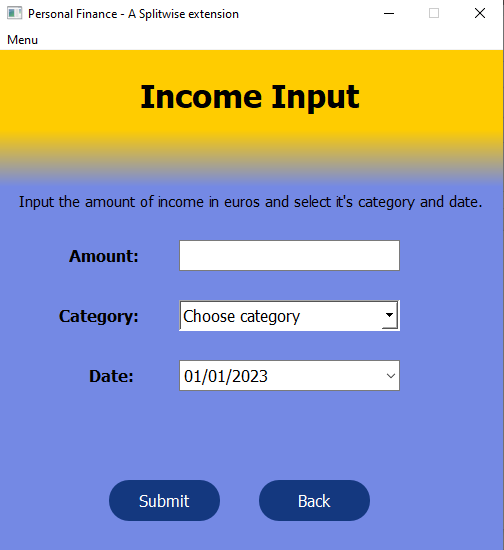 Personal Finance - A Splitwise extension
Menu
Income Input
Input the amount of income in euros and select it's category and date.
Amount:
Category: Choose category
Date: 01/01/2023
Submit Back